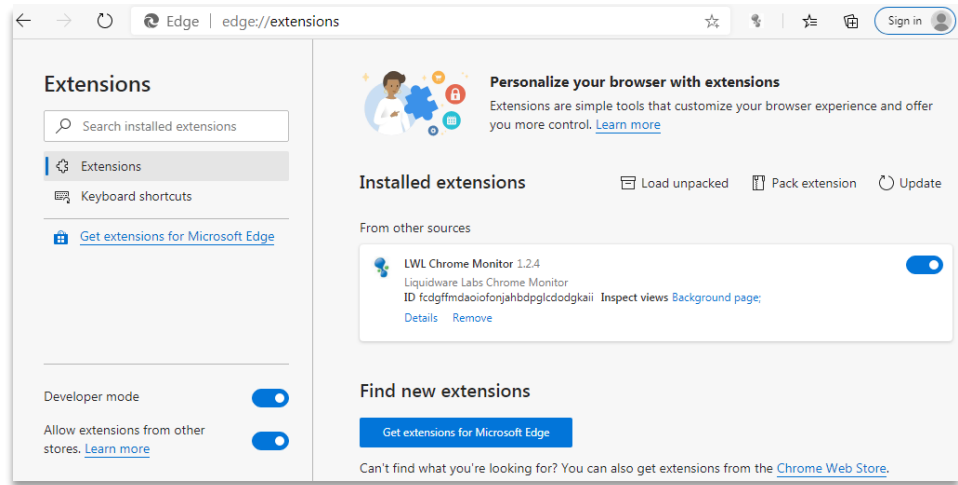 Edge | edge://extensions
Sign in
Extensions
Search installed extensions
Extensions
Keyboard shortcuts
Get extensions for Microsoft Edge
Developer mode
Allow extensions from other
stores. Learn more
Personalize your browser with extensions
Extensions are simple tools that customize your browser experience and offer
you more control. Learn more
Installed extensions
Load unpacked
Pack extension
Update
From other sources
LWL Chrome Monitor 1.2.4
Liquidware Labs Chrome Monitor
ID fcdgffmdaoiofonjahbdpglcdodgkaii Inspect views Background page;
Details Remove
Find new extensions
Get extensions for Microsoft Edge
Can't find what you're looking for? You can also get extensions from the Chrome Web Store.